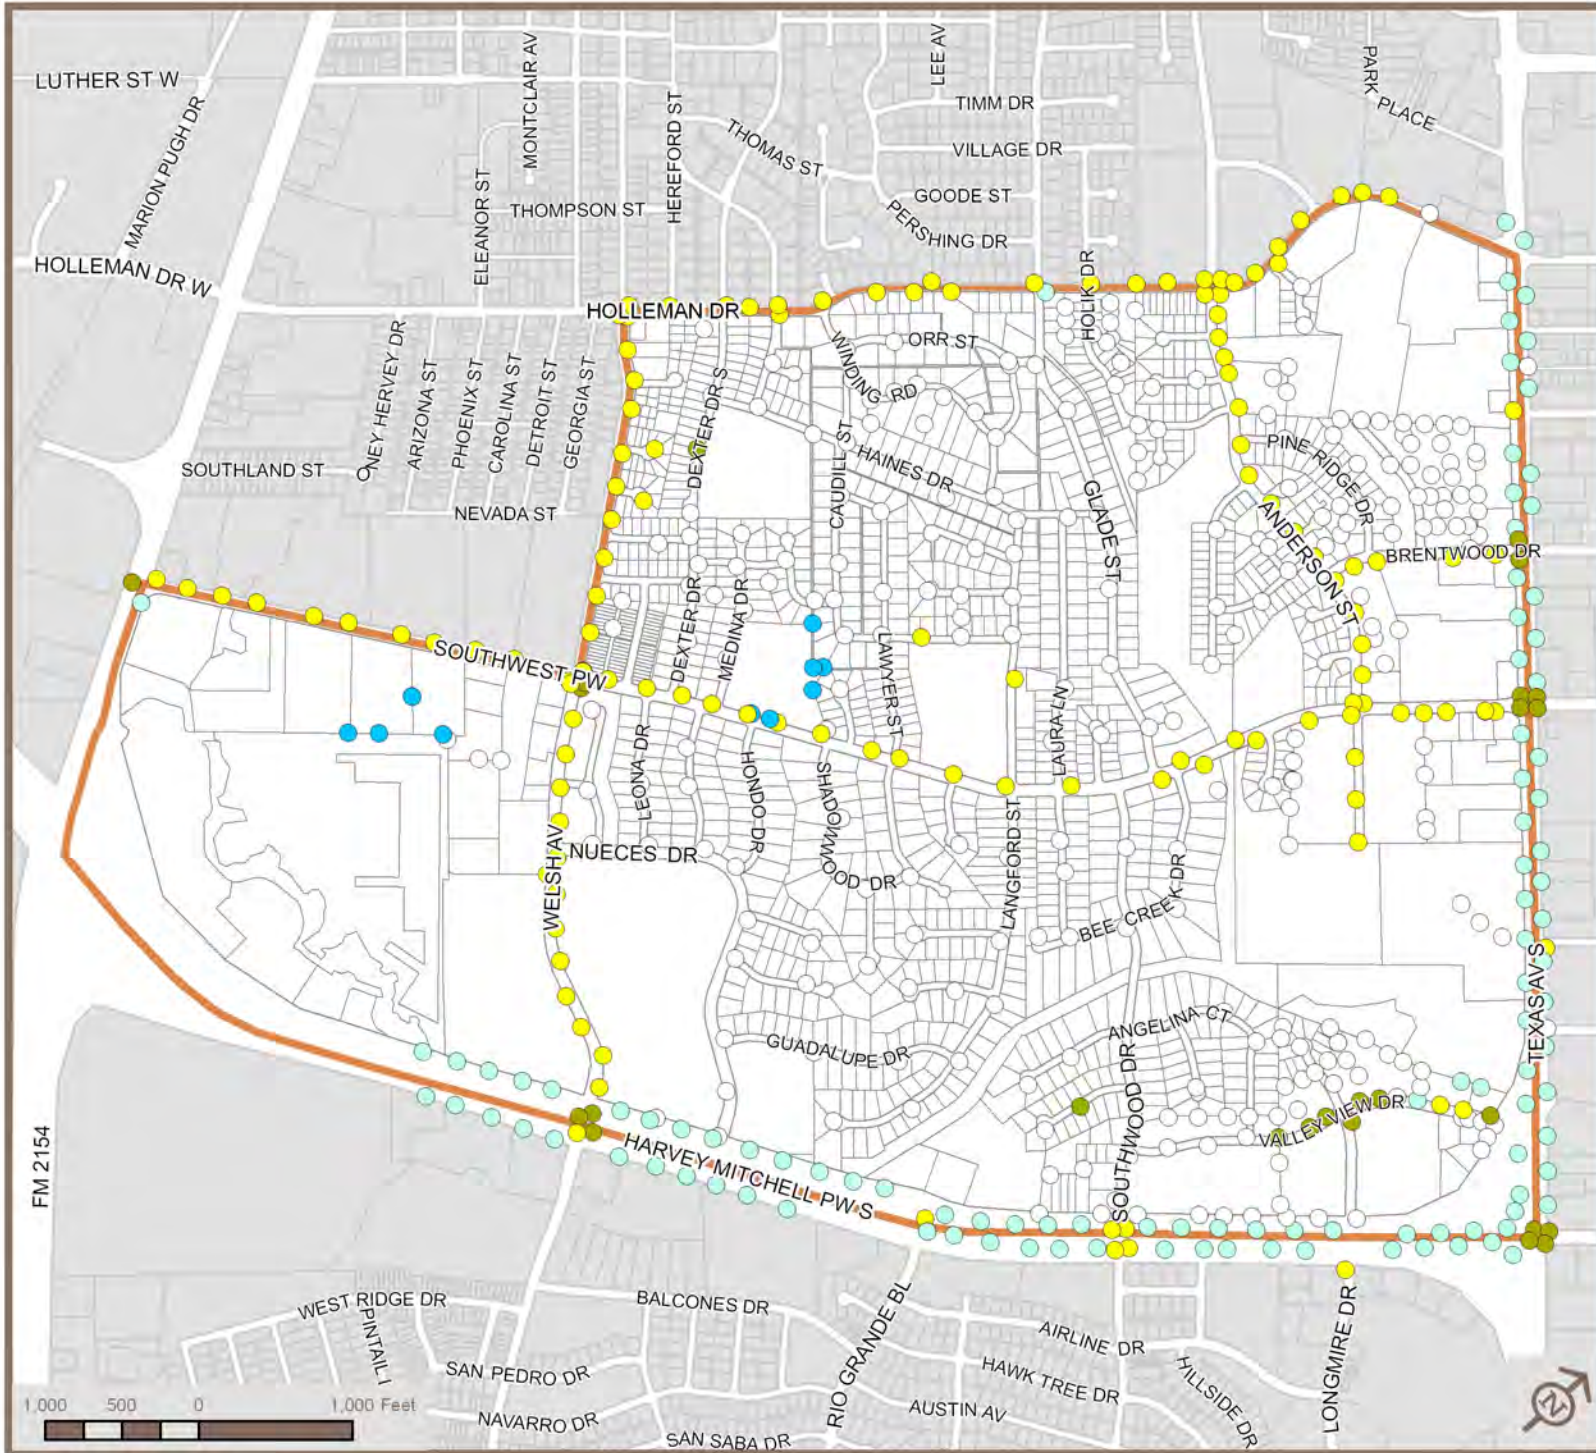 LUTHER ST W
MARION PUGH DR
MONTCLAIR AV
LEE AV
PARK
PLACE
TIMM DR
HEREFORD ST
THOMAS ST
VILLAGE DR
ELEANOR ST
THOMPSON ST
GOODE ST
PERSHING DR
HOLLEMAN DR W
HOLLEMAN DR
HOLIK DR
ORR ST
WINDING RD
ONEY HERVEY DR
ARIZONA ST
PHOENIX ST
CAROLINA ST
DETROIT ST
GEORGIA ST
DEXTER DR S
CAUDILL ST
HAINES DR
PINE RIDGE DR
SOUTHLAND ST
NEVADA ST
GLADE ST
ANDERSON ST
BRENTWOOD DR
DEXTER DR
MEDINA DR
LAWYER ST
SOUTHWEST PW
LAURA LN
LEONA DR
HONDO DR
SHADOWWOOD DR
LANGFORD ST
WELSH AV
NUECES DR
BEE CREEK DR
TEXAS AV S
ANGELINA CT
GUADALUPE DR
SOUTHWOOD DR
VALLEY VIEW DR
HARVEY MITCHELL PW S
FM 2154
WEST RIDGE DR
PINTAIL L
BALCONES DR
RIO GRANDE BL
AIRLINE DR
HAWK TREE DR
HILLSIDE DR
LONGMIRE DR
SAN PEDRO DR
NAVARRO DR
SAN SABA DR
AUSTIN AV
1,000 500 0 1,000 Feet
N